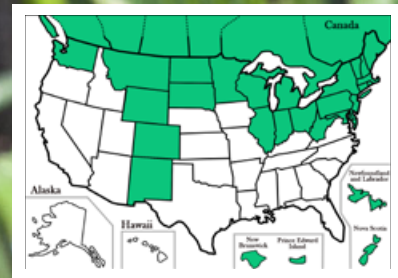 Canada
Alaska
Hawaii
New
Brunswick
Prince Edward
Island
Newfoundland
and Labrador
Nova Scotia